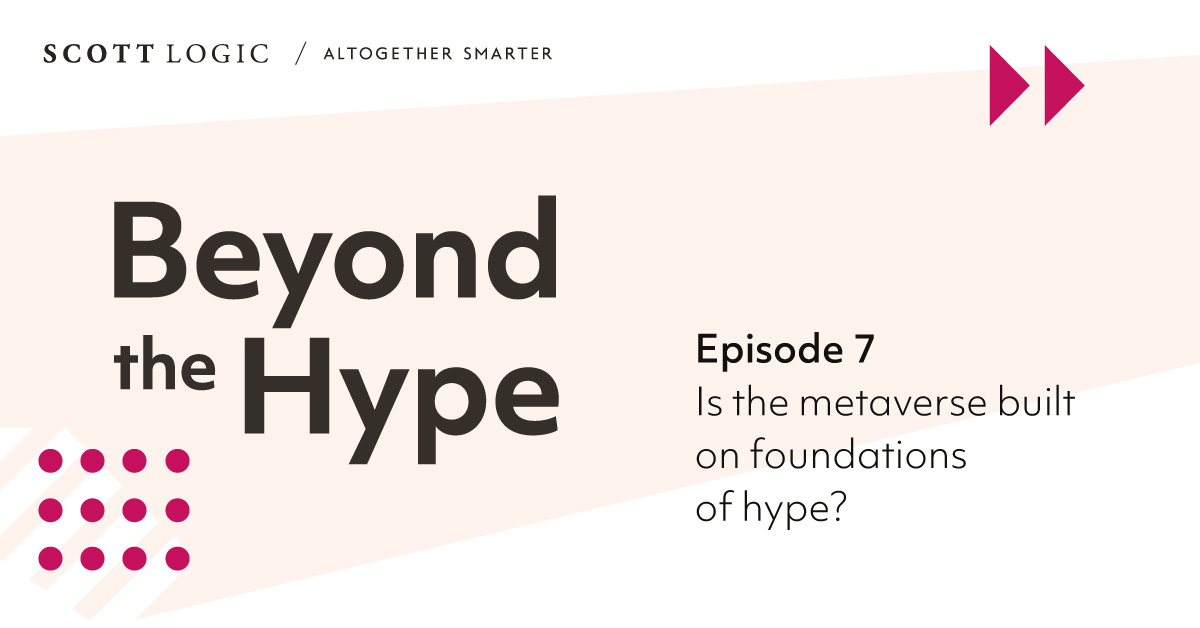 SCOTT LOGIC / ALTOGETHER SMARTER
Beyond
the Hype
Episode 7
Is the metaverse built
on foundations
of hype?